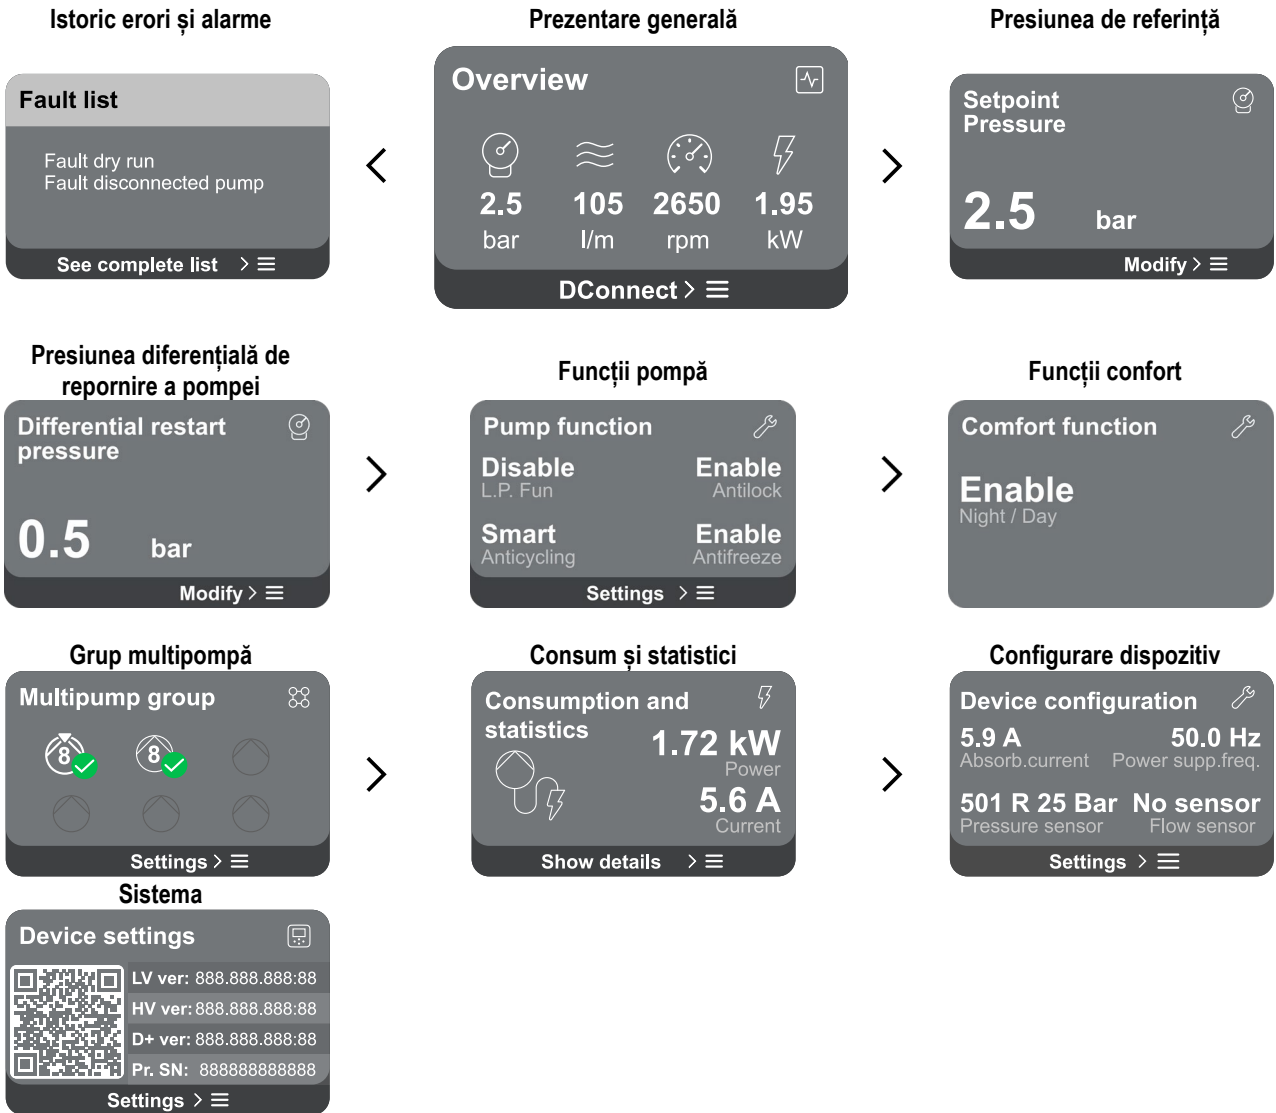 Istoric erori și alarme
Fault list
Fault dry run
Fault disconnected pump
See complete list >
Prezentare generală
Overview
2.5 105 2650 1.95
bar l/m rpm kW
DConnect >
Presiunea de referință
Setpoint
Pressure
2.5 bar
Modify >
Presiunea diferențială de
repornire a pompei
Differential restart
pressure
0.5 bar
Modify >
Funcții pompă
Pump function
Disable Enable
L.P. Fun Antilock
Smart Enable
Anticycling Antifreeze
Settings >
Funcții confort
Comfort function
Enable
Night / Day
Grup multipompă
Multipump group
8 8
Settings >
Consum și statistici
Consumption and
statistics
1.72 kW
Power
5.6 A
Current
Show details >
Configurare dispozitiv
Device configuration
5.9 A 50.0 Hz
Absorb.current Power supp.freq.
501 R 25 Bar No sensor
Pressure sensor Flow sensor
Settings >
Sistema
Device settings
LV ver: 888.888.888:88
HV ver: 888.888.888:88
D+ ver: 888.888.888:88
Pr. SN: 888888888888
Settings >